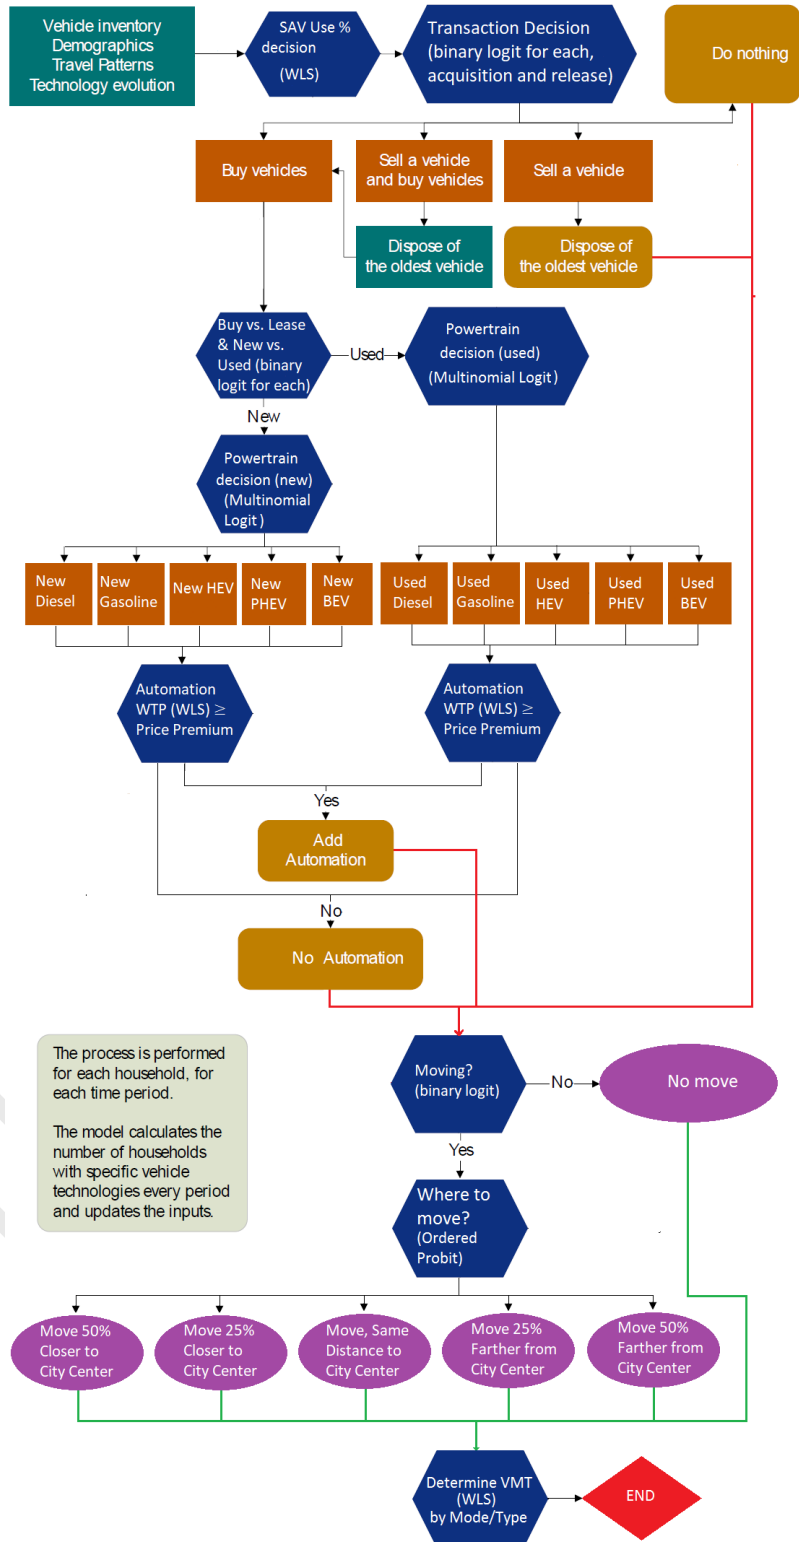 Vehicle inventory
Demographics
Travel Patterns
Technology evolution
SAV Use %
decision
(WLS)
Transaction Decision
(binary logit for each,
acquisition and release)
Do nothing
Buy vehicles
Sell a vehicle
and buy vehicles
Sell a vehicle
Dispose of
the oldest vehicle
Dispose of
the oldest vehicle
Buy vs. Lease
& New vs.
Used (binary
logit for each)
Used
Powertrain
decision (used)
(Multinomial Logit)
New
Powertrain
decision (new)
(Multinomial
Logit)
New
Diesel
New
Gasoline
New HEV
New
PHEV
New
BEV
Used
Diesel
Used
Gasoline
Used
HEV
Used
PHEV
Used
BEV
Automation
WTP (WLS) ≥
Price Premium
Automation
WTP (WLS) ≥
Price Premium
Yes
Add
Automation
No
No Automation
The process is performed
for each household, for
each time period.
The model calculates the
number of households
with specific vehicle
technologies every period
and updates the inputs.
Moving?
(binary logit)
No
No move
Yes
Where to
move?
(Ordered
Probit)
Move 50%
Closer to
City Center
Move 25%
Closer to
City Center
Move, Same
Distance to
City Center
Move 25%
Farther from
City Center
Move 50%
Farther from
City Center
Determine VMT
(WLS)
by Mode/Type
END